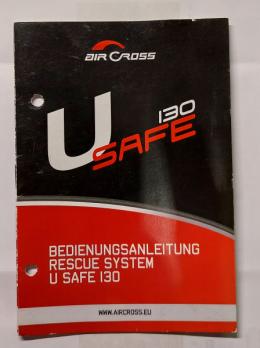 AIRCROSS
U SAFE 130
BEDIENUNGSANLEITUNG
RESCUE SYSTEM
U SAFE 130
WWW.AIRCROSS.EU